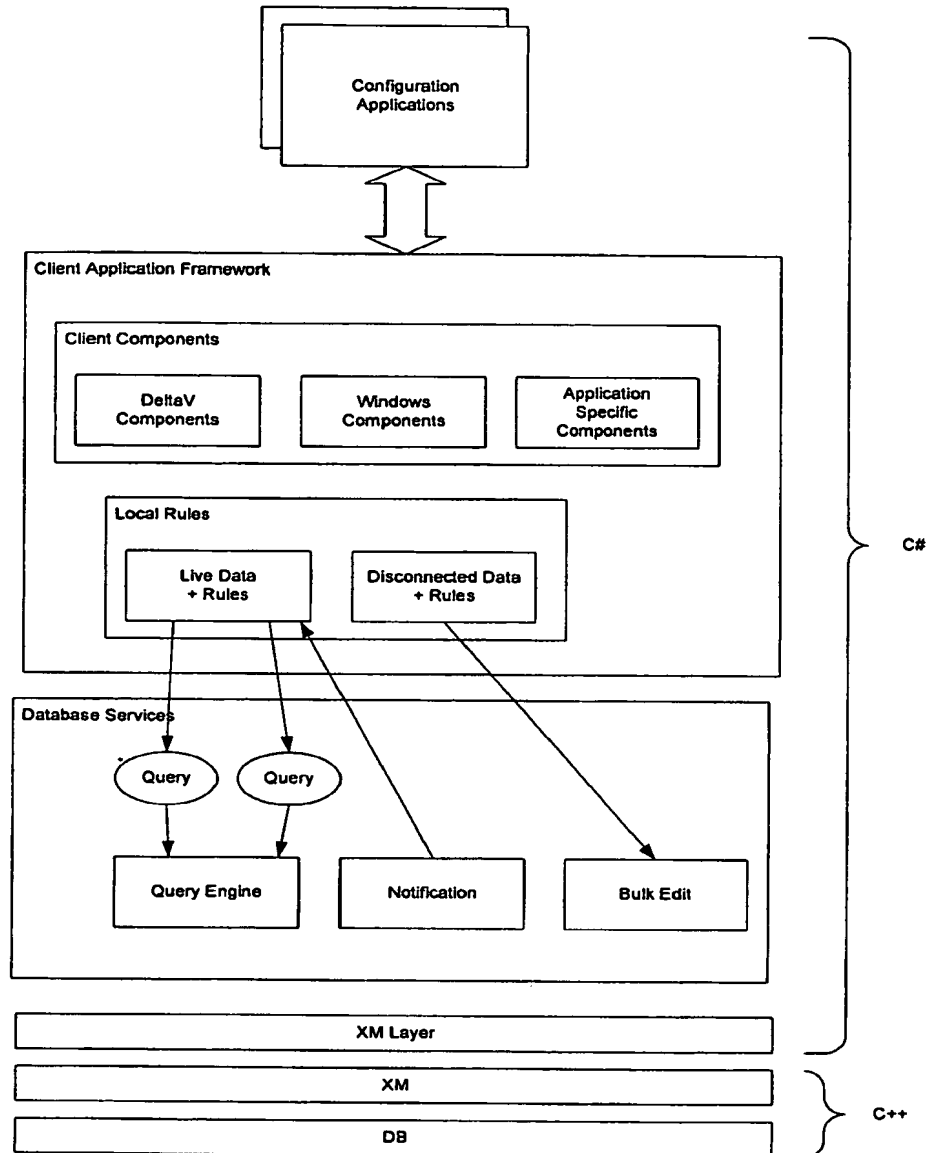 Configuration
Applications
Client Application Framework
Client Components
DeltaV
Components
Windows
Components
Application
Specific
Components
Local Rules
Live Data
+ Rules
Disconnected Data
+ Rules
C#
Database Services
Query
Query
Query Engine
Notification
Bulk Edit
XM Layer
XM
C++
DB